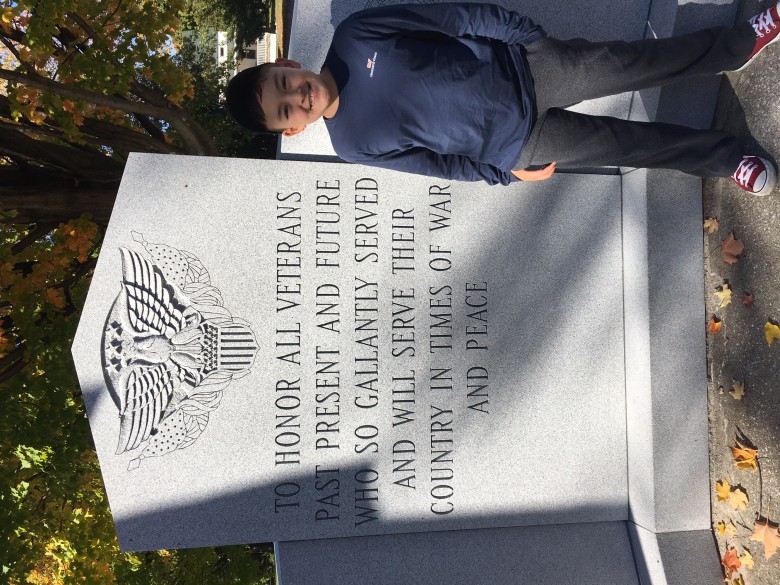 TO HONOR ALL VETERANS
PAST PRESENT AND FUTURE
WHO SO GALLANTLY SERVED
AND WILL SERVE THEIR
COUNTRY IN TIMES OF WAR
AND PEACE